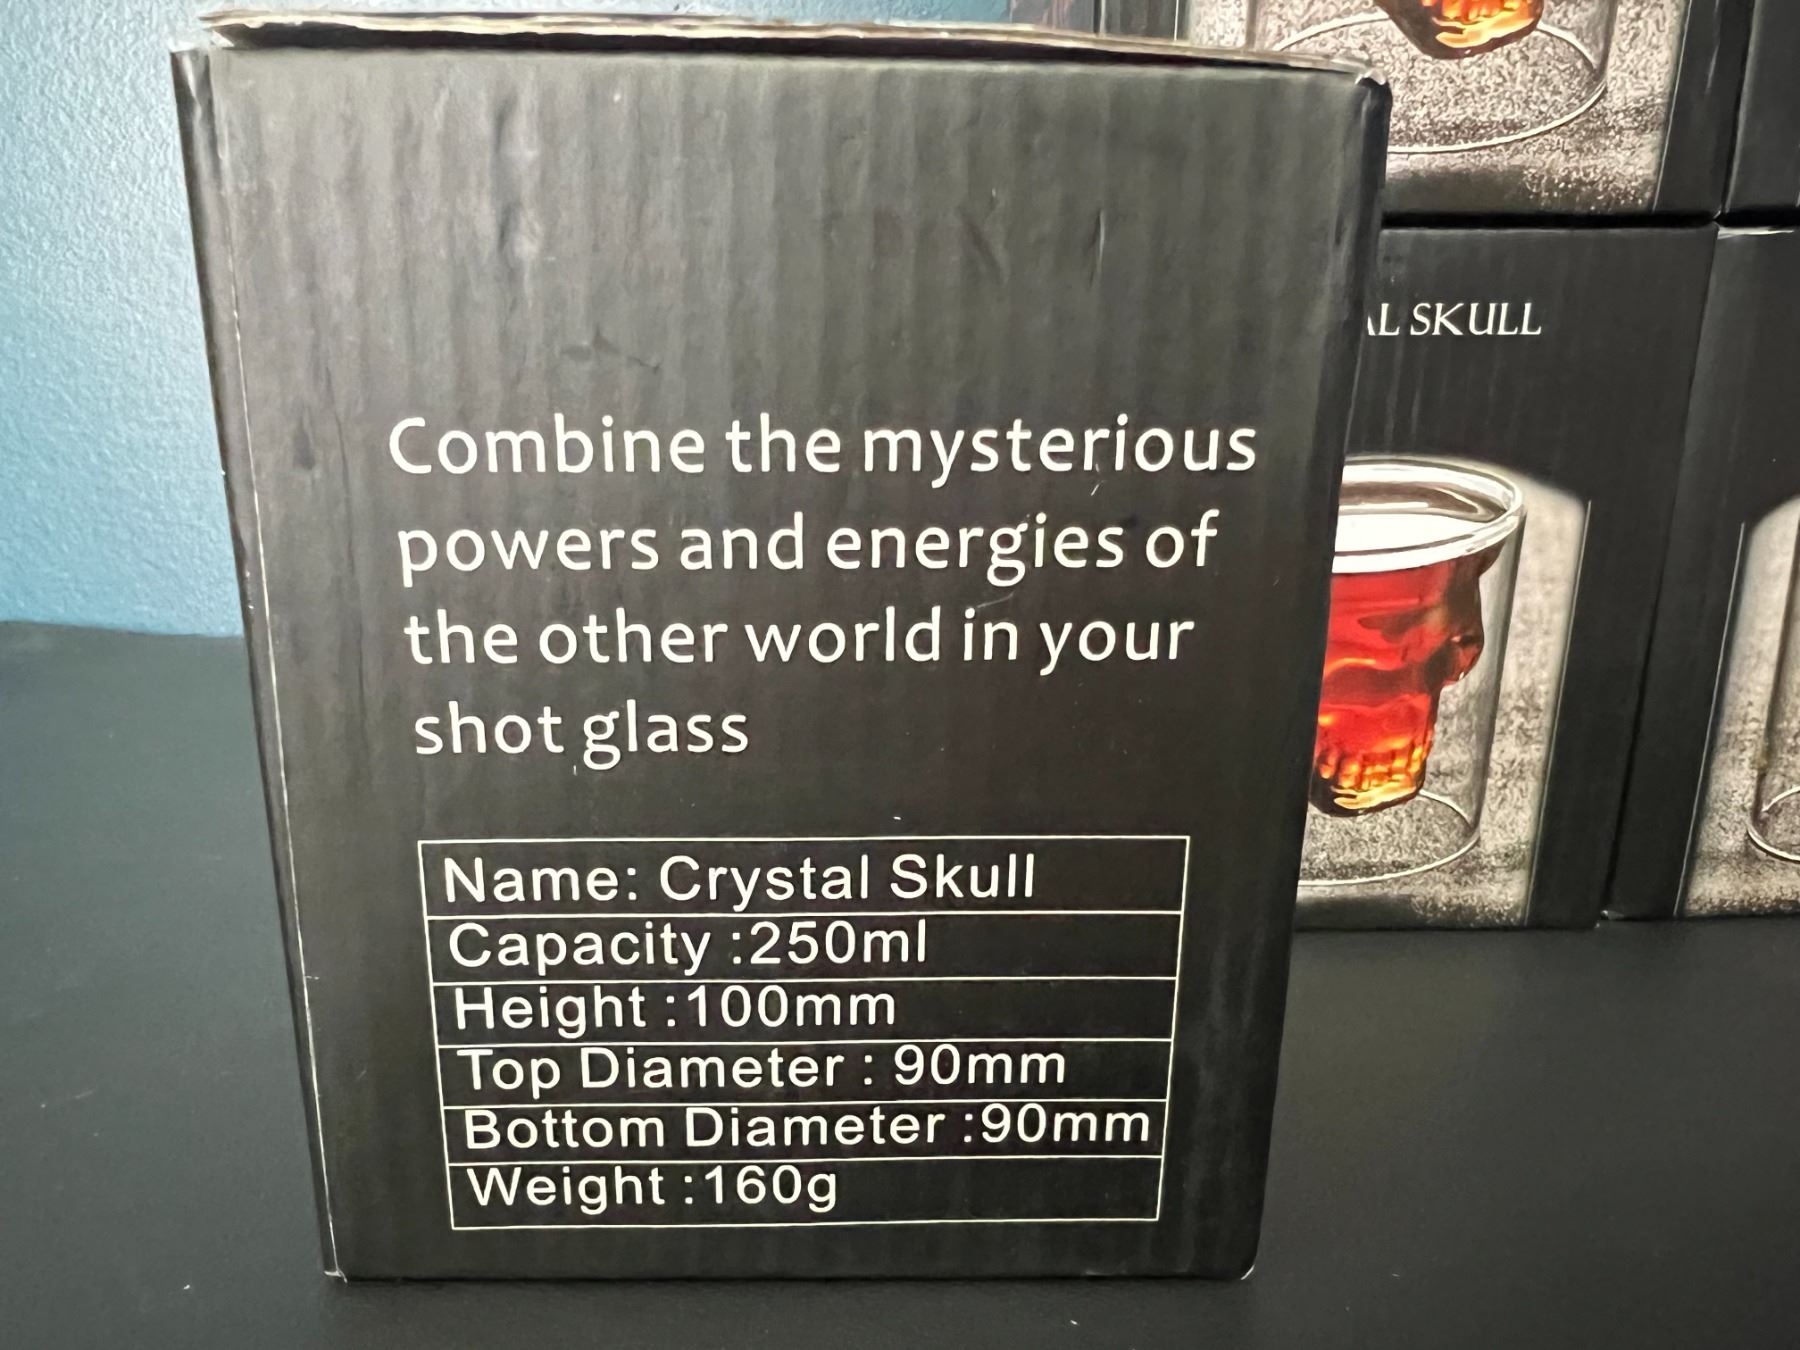 Combine the mysterious
powers and energies of
the other world in your
shot glass
Name: Crystal Skull
Capacity :250ml
Height :100mm
Top Diameter : 90mm
Bottom Diameter :90mm
Weight :160g
AL SKULL